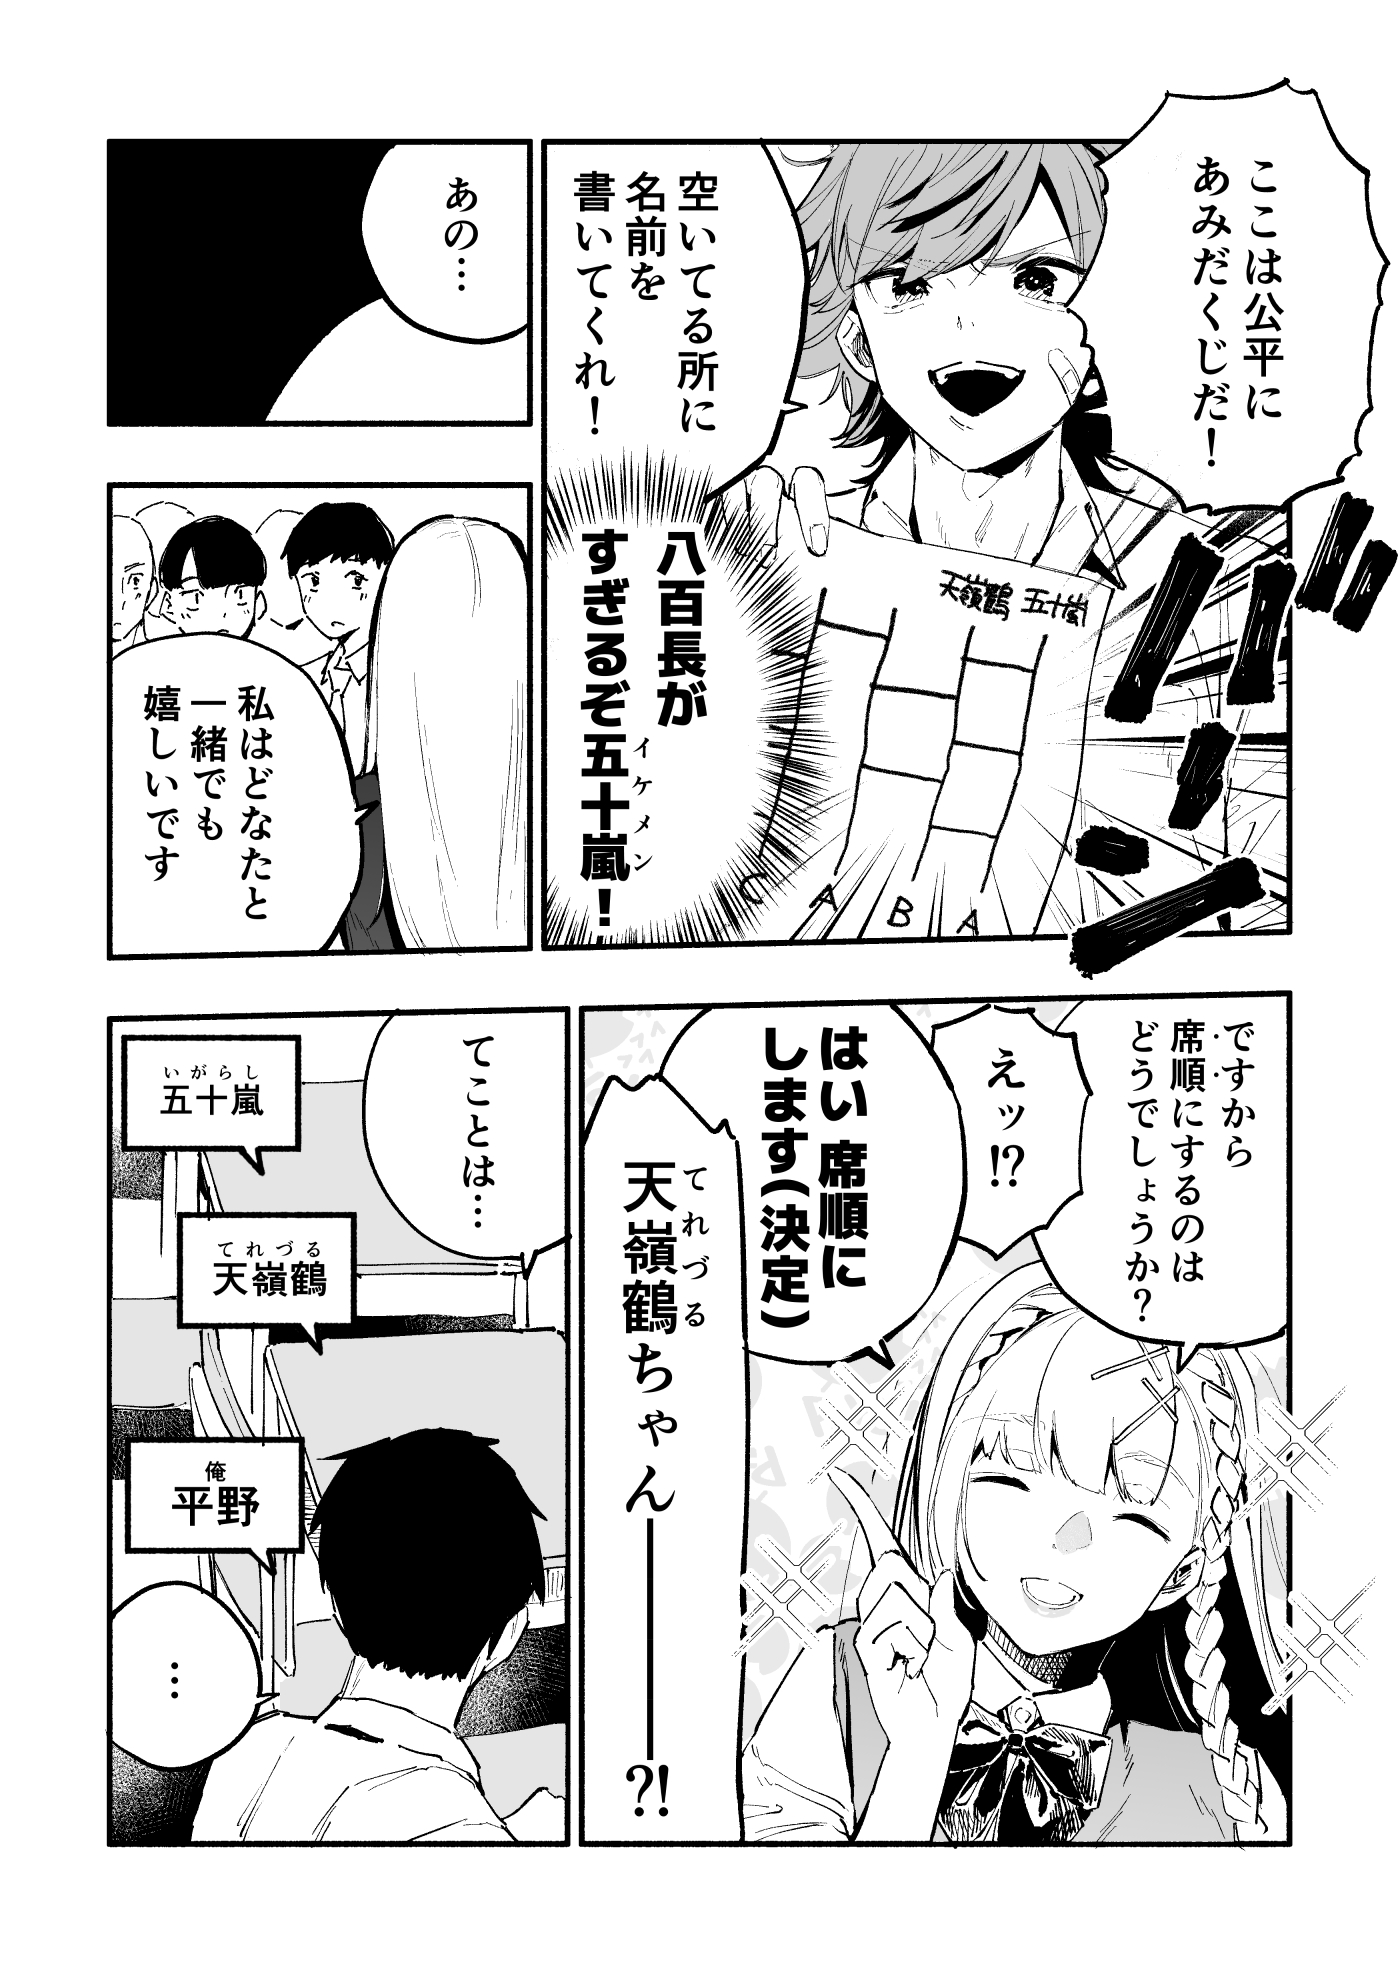 ここは公平に
あみだくじだ！
空いてる所に
名前を
書いてくれ！
天嶺鶴 五十嵐
C A B A
八百長が
すぎるぞ五十嵐！
イケメン
バァーン
あの…
私はどなたと
一緒でも
嬉しいです
ですから
席順にするのは
どうでしょうか？
えッ!?
はい 席順に
します(決定)
天嶺鶴ちゃん━━?!
てれづる
てことは…
いがらし
五十嵐
てれづる
天嶺鶴
俺
平野
…